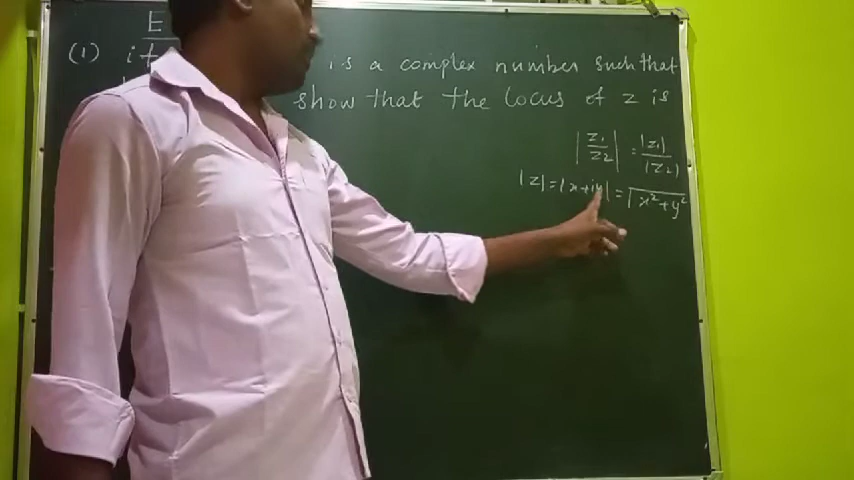 E
(1) if is a complex number such that
show that the locus of z is
|z₁/z₂| = |z₁|/|z₂|
|z| = |x+iy| = √x²+y²